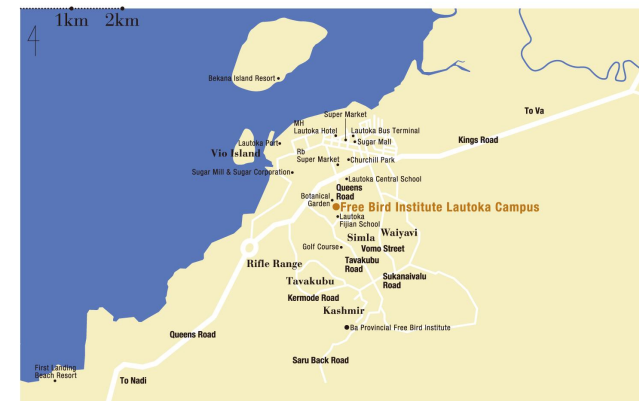 1km 2km
4
Bekana Island Resort
To Va
Super Market
MH
Lautoka Hotel
Lautoka Bus Terminal
Sugar Mall
Kings Road
Lautoka Port
Vio Island
Rb
Super Market
Churchill Park
Sugar Mill & Sugar Corporation
Lautoka Central School
Queens
Road
Botanical
Garden
Free Bird Institute Lautoka Campus
Lautoka
Fijian School
Simla
Waiyavi
Golf Course
Vomo Street
Rifle Range
Tavakubu
Road
Sukanaivalu
Road
Tavakubu
Kermode Road
Kashmir
Ba Provincial Free Bird Institute
Queens Road
Saru Back Road
First Landing
Beach Resort
To Nadi